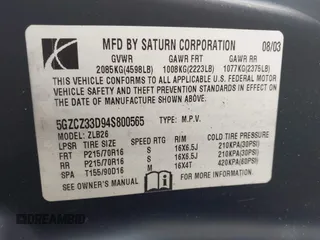 MFD BY SATURN CORPORATION 08/03
GVWR GAWR FRT GAWR RR
2085KG(4598LB) 1008KG(2223LB) 1077KG(2375LB)
THIS VEHICLE CONFORMS TO ALL APPLICABLE U.S. FEDERAL MOTOR
VEHICLE SAFETY AND THEFT PREVENTION STANDARDS IN EFFECT ON
THE DATE OF MANUFACTURE SHOWN ABOVE.
5GZCZ33D94S800565 TYPE: M.P.V.
MODEL: ZLB26
LPSR TIRE SIZE SPD RTG RIM COLD TIRE PRESSURE
FRT P215/70R16 S 16X6.5J 210KPA(30PSI)
RR P215/70R16 S 16X6.5J 210KPA(30PSI)
SPA T155/90D16 M 16X4T 420KPA(60PSI)
SEE OWNER'S MANUAL FOR MORE INFORMATION
DREAMBID